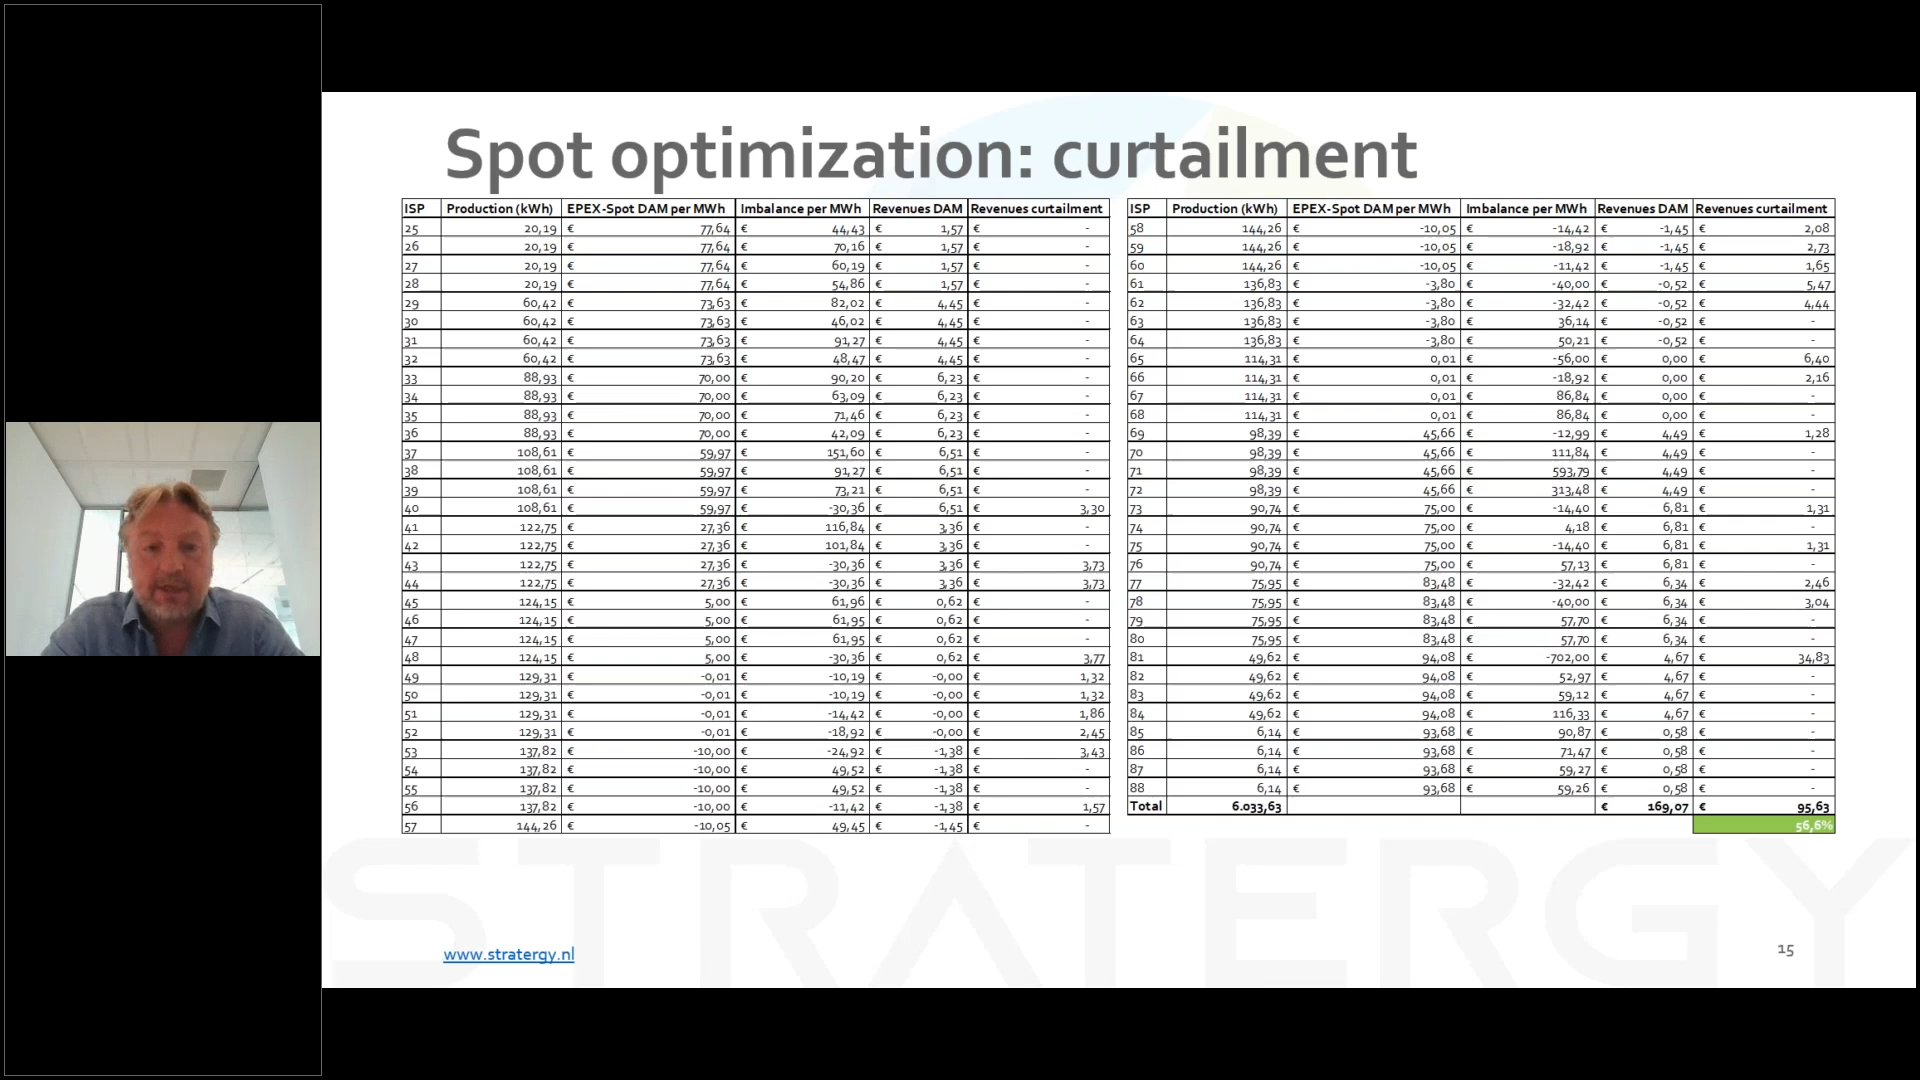 Spot optimization: curtailment
ISP Production (kWh) EPEX-Spot DAM per MWh Imbalance per MWh Revenues DAM Revenues curtailment
25 20,19 € 77,64 € 44,43 € 1,57 € -
26 20,19 € 77,64 € 70,16 € 1,57 € -
27 20,19 € 77,64 € 60,19 € 1,57 € -
28 20,19 € 77,64 € 54,86 € 1,57 € -
29 60,42 € 73,63 € 82,02 € 4,45 € -
30 60,42 € 73,63 € 46,02 € 4,45 € -
31 60,42 € 73,63 € 91,27 € 4,45 € -
32 60,42 € 73,63 € 48,47 € 4,45 € -
33 88,93 € 70,00 € 90,20 € 6,23 € -
34 88,93 € 70,00 € 63,09 € 6,23 € -
35 88,93 € 70,00 € 71,46 € 6,23 € -
36 88,93 € 70,00 € 42,09 € 6,23 € -
37 108,61 € 59,97 € 151,60 € 6,51 € -
38 108,61 € 59,97 € 91,27 € 6,51 € -
39 108,61 € 59,97 € 73,21 € 6,51 € -
40 108,61 € 59,97 € -30,36 € 6,51 € 3,30
41 122,75 € 27,36 € 116,84 € 3,36 € -
42 122,75 € 27,36 € 101,84 € 3,36 € -
43 122,75 € 27,36 € -30,36 € 3,36 € 3,73
44 122,75 € 27,36 € -30,36 € 3,36 € 3,73
45 124,15 € 5,00 € 61,96 € 0,62 € -
46 124,15 € 5,00 € 61,95 € 0,62 € -
47 124,15 € 5,00 € 61,95 € 0,62 € -
48 124,15 € 5,00 € -30,36 € 0,62 € 3,77
49 129,31 € -0,01 € -10,19 € -0,00 € 1,32
50 129,31 € -0,01 € -10,19 € -0,00 € 1,32
51 129,31 € -0,01 € -14,42 € -0,00 € 1,86
52 129,31 € -0,01 € -18,92 € -0,00 € 2,45
53 137,82 € -10,00 € -24,92 € -1,38 € 3,43
54 137,82 € -10,00 € 49,52 € -1,38 € -
55 137,82 € -10,00 € 49,52 € -1,38 € -
56 137,82 € -10,00 € -11,42 € -1,38 € 1,57
57 144,26 € -10,05 € 49,45 € -1,45 € -
ISP Production (kWh) EPEX-Spot DAM per MWh Imbalance per MWh Revenues DAM Revenues curtailment
58 144,26 € -10,05 € -14,42 € -1,45 € 2,08
59 144,26 € -10,05 € -18,92 € -1,45 € 2,73
60 144,26 € -10,05 € -11,42 € -1,45 € 1,65
61 136,83 € -3,80 € -40,00 € -0,52 € 5,47
62 136,83 € -3,80 € -32,42 € -0,52 € 4,44
63 136,83 € -3,80 € 36,14 € -0,52 € -
64 136,83 € -3,80 € 50,21 € -0,52 € -
65 114,31 € 0,01 € -56,00 € 0,00 € 6,40
66 114,31 € 0,01 € -18,92 € 0,00 € 2,16
67 114,31 € 0,01 € 86,84 € 0,00 € -
68 114,31 € 0,01 € 86,84 € 0,00 € -
69 98,39 € 45,66 € -12,99 € 4,49 € 1,28
70 98,39 € 45,66 € 111,84 € 4,49 € -
71 98,39 € 45,66 € 593,79 € 4,49 € -
72 98,39 € 45,66 € 313,48 € 4,49 € -
73 90,74 € 75,00 € -14,40 € 6,81 € 1,31
74 90,74 € 75,00 € 4,18 € 6,81 € -
75 90,74 € 75,00 € -14,40 € 6,81 € 1,31
76 90,74 € 75,00 € 57,13 € 6,81 € -
77 75,95 € 83,48 € -32,42 € 6,34 € 2,46
78 75,95 € 83,48 € -40,00 € 6,34 € 3,04
79 75,95 € 83,48 € 57,70 € 6,34 € -
80 75,95 € 83,48 € 57,70 € 6,34 € -
81 49,62 € 94,08 € -702,00 € 4,67 € 34,83
82 49,62 € 94,08 € 52,97 € 4,67 € -
83 49,62 € 94,08 € 59,12 € 4,67 € -
84 49,62 € 94,08 € 116,33 € 4,67 € -
85 6,14 € 93,68 € 90,87 € 0,58 € -
86 6,14 € 93,68 € 71,47 € 0,58 € -
87 6,14 € 93,68 € 59,27 € 0,58 € -
88 6,14 € 93,68 € 59,26 € 0,58 € -
Total 6.033,63 € 169,07 € 95,63
56,6%
STRATERGY
www.stratergy.nl
15